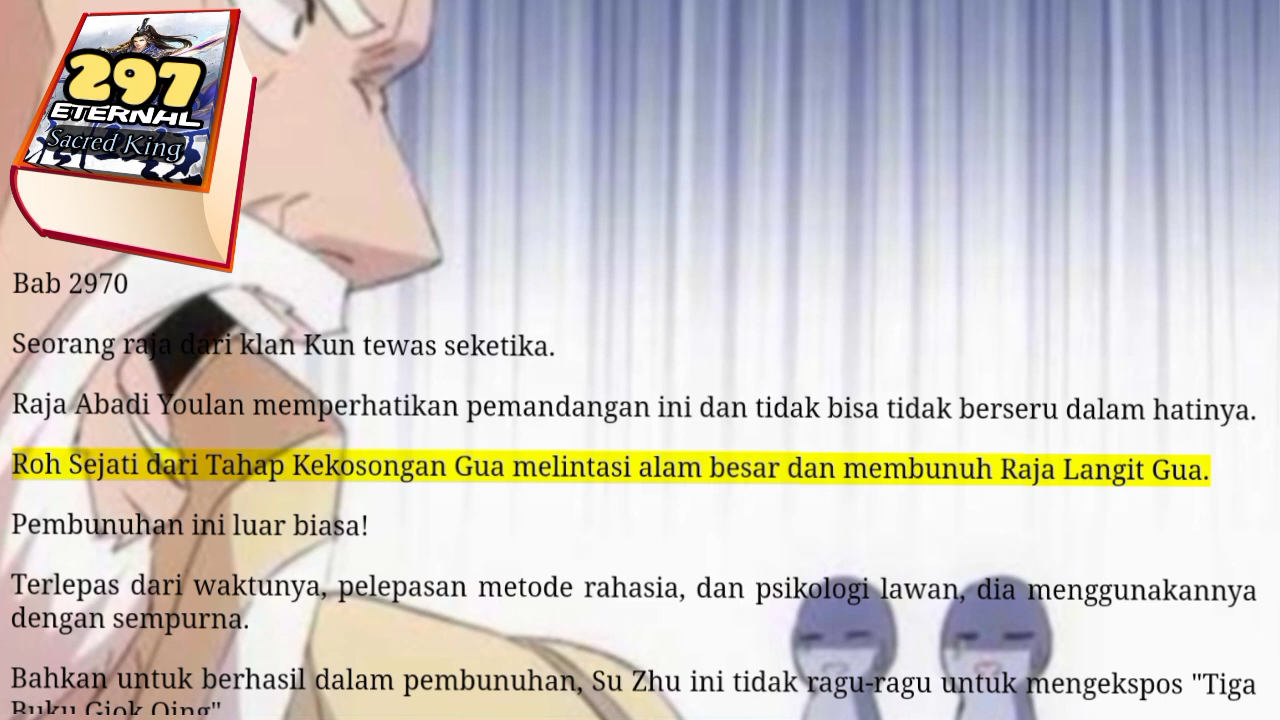 297
ETERNAL
Sacred King
Bab 2970
Seorang raja dari klan Kun tewas seketika.
Raja Abadi Youlan memperhatikan pemandangan ini dan tidak bisa tidak berseru dalam hatinya.
Roh Sejati dari Tahap Kekosongan Gua melintasi alam besar dan membunuh Raja Langit Gua.
Pembunuhan ini luar biasa!
Terlepas dari waktunya, pelepasan metode rahasia, dan psikologi lawan, dia menggunakannya
dengan sempurna.
Bahkan untuk berhasil dalam pembunuhan, Su Zhu ini tidak ragu-ragu untuk mengekspos "Tiga
Buku Giok Qing"